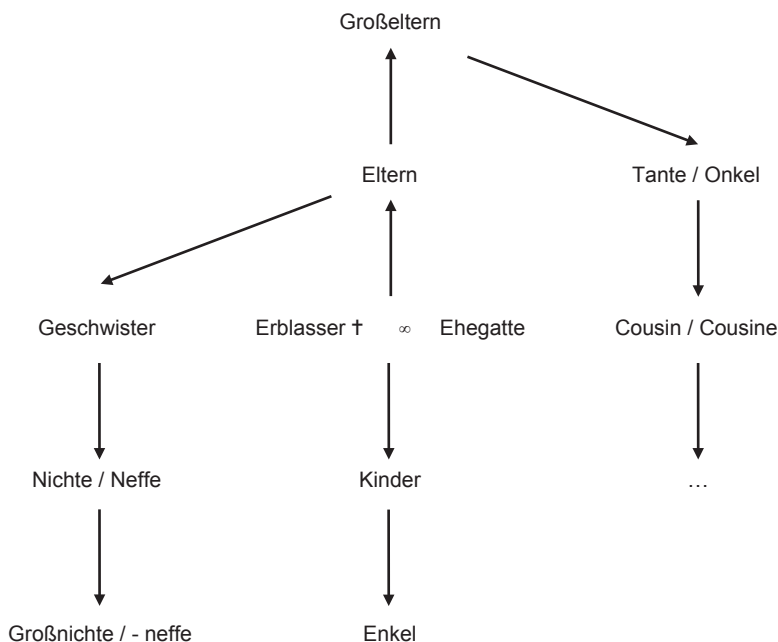 Großeltern
Eltern
Tante / Onkel
Geschwister
Erblasser † ∞ Ehegatte
Cousin / Cousine
Nichte / Neffe
Kinder
…
Großnichte / - neffe
Enkel